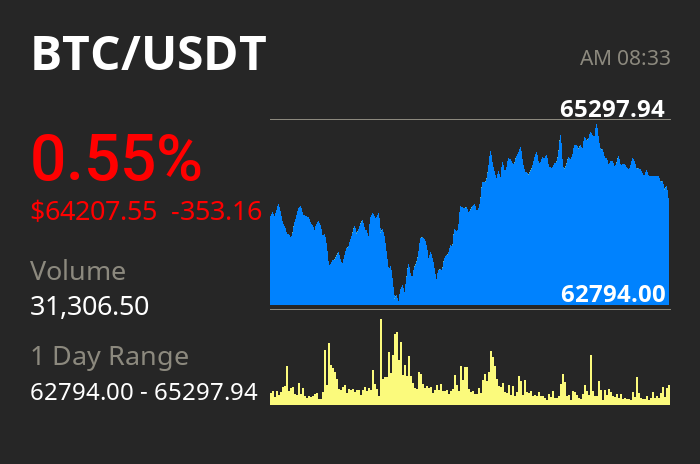 BTC/USDT
AM 08:33
65297.94
0.55%
$64207.55 -353.16
Volume
31,306.50
62794.00
1 Day Range
62794.00 - 65297.94